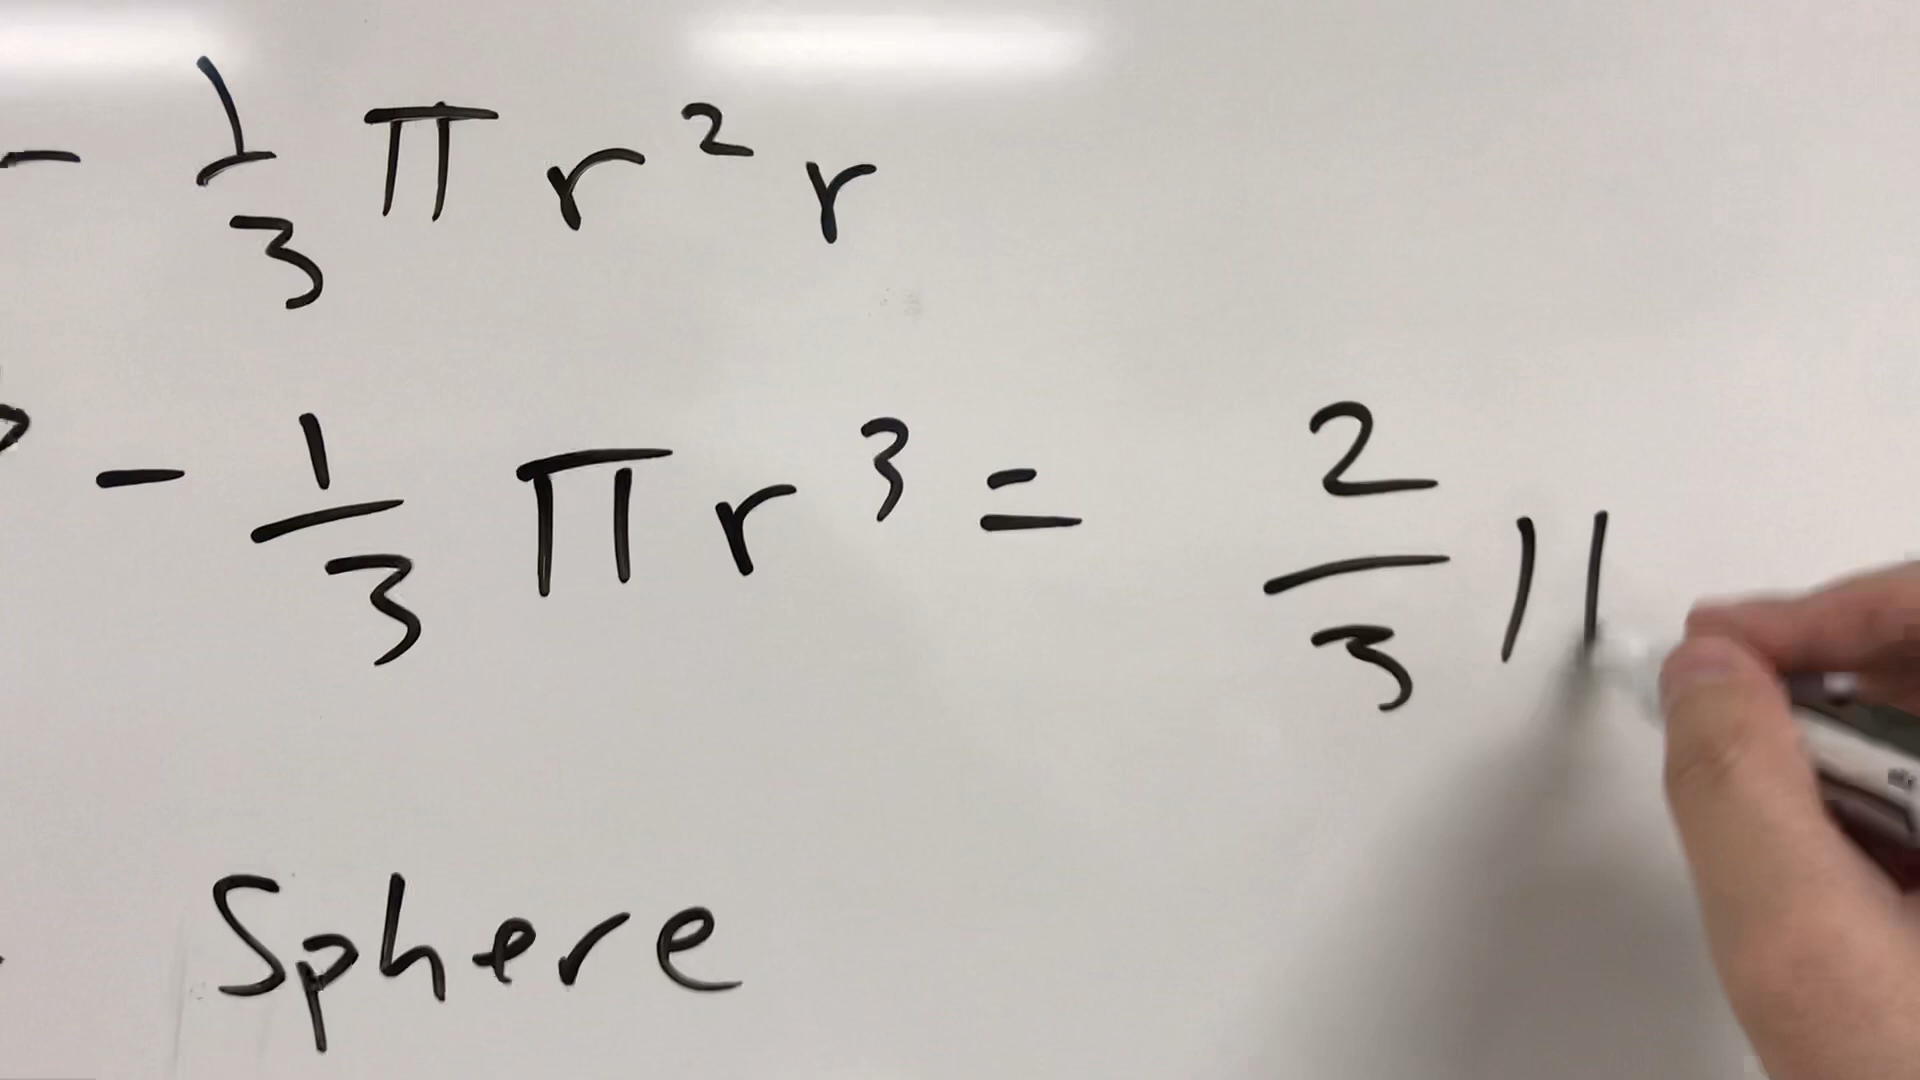 - 1/3 π r² r
- 1/3 π r³ = 2/3 | |
Sphere